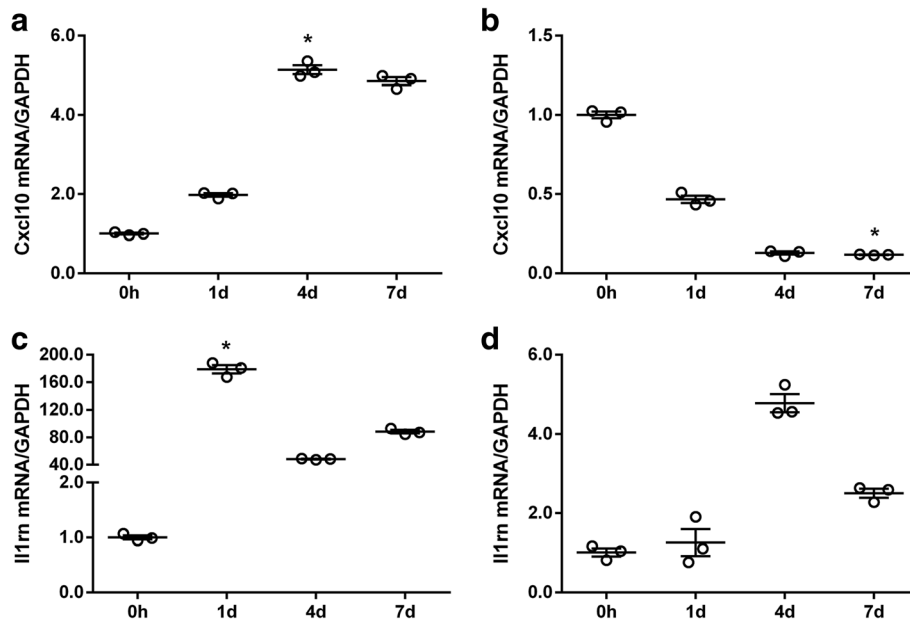 a
Cxcl10 mRNA/GAPDH
6.0
4.0
2.0
0.0
*
0h 1d 4d 7d
b
Cxcl10 mRNA/GAPDH
1.5
1.0
0.5
0.0
*
0h 1d 4d 7d
c
Il1rn mRNA/GAPDH
200.0
160.0
120.0
80.0
40.0
2.0
1.0
0.0
*
0h 1d 4d 7d
d
Il1rn mRNA/GAPDH
6.0
4.0
2.0
0.0
0h 1d 4d 7d